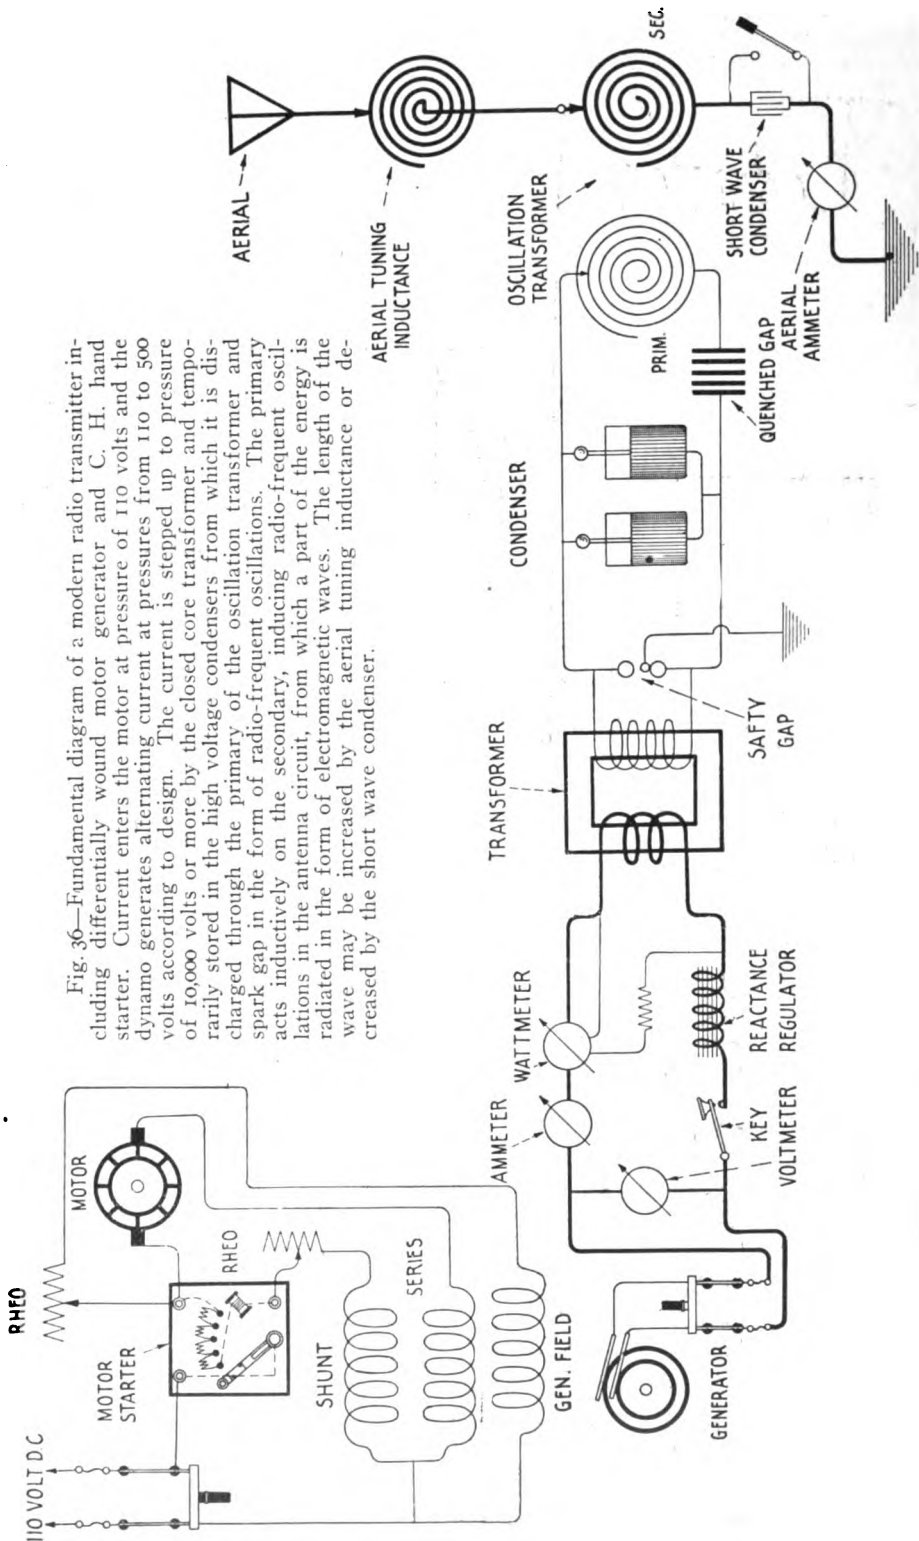 Fig. 36—Fundamental diagram of a modern radio transmitter in-
cluding differentially wound motor generator and C. H. hand
starter. Current enters the motor at pressure of 110 volts and the
dynamo generates alternating current at pressures from 110 to 500
volts according to design. The current is stepped up to pressure
of 10,000 volts or more by the closed core transformer and tempo-
rarily stored in the high voltage condensers from which it is dis-
charged through the primary of the oscillation transformer and
spark gap in the form of radio-frequent oscillations. The primary
acts inductively on the secondary, inducing radio-frequent oscil-
lations in the antenna circuit, from which a part of the energy is
radiated in the form of electromagnetic waves. The length of the
wave may be increased by the aerial tuning inductance or de-
creased by the short wave condenser.
110 VOLT D.C
RHEO
MOTOR
STARTER
MOTOR
RHEO
SHUNT
SERIES
GEN. FIELD
GENERATOR
AMMETER
WATTMETER
KEY
VOLTMETER
REACTANCE
REGULATOR
TRANSFORMER
SAFTY
GAP
CONDENSER
QUENCHED GAP
PRIM.
OSCILLATION
TRANSFORMER
AERIAL
AERIAL TUNING
INDUCTANCE
SEC.
SHORT WAVE
CONDENSER
AERIAL
AMMETER